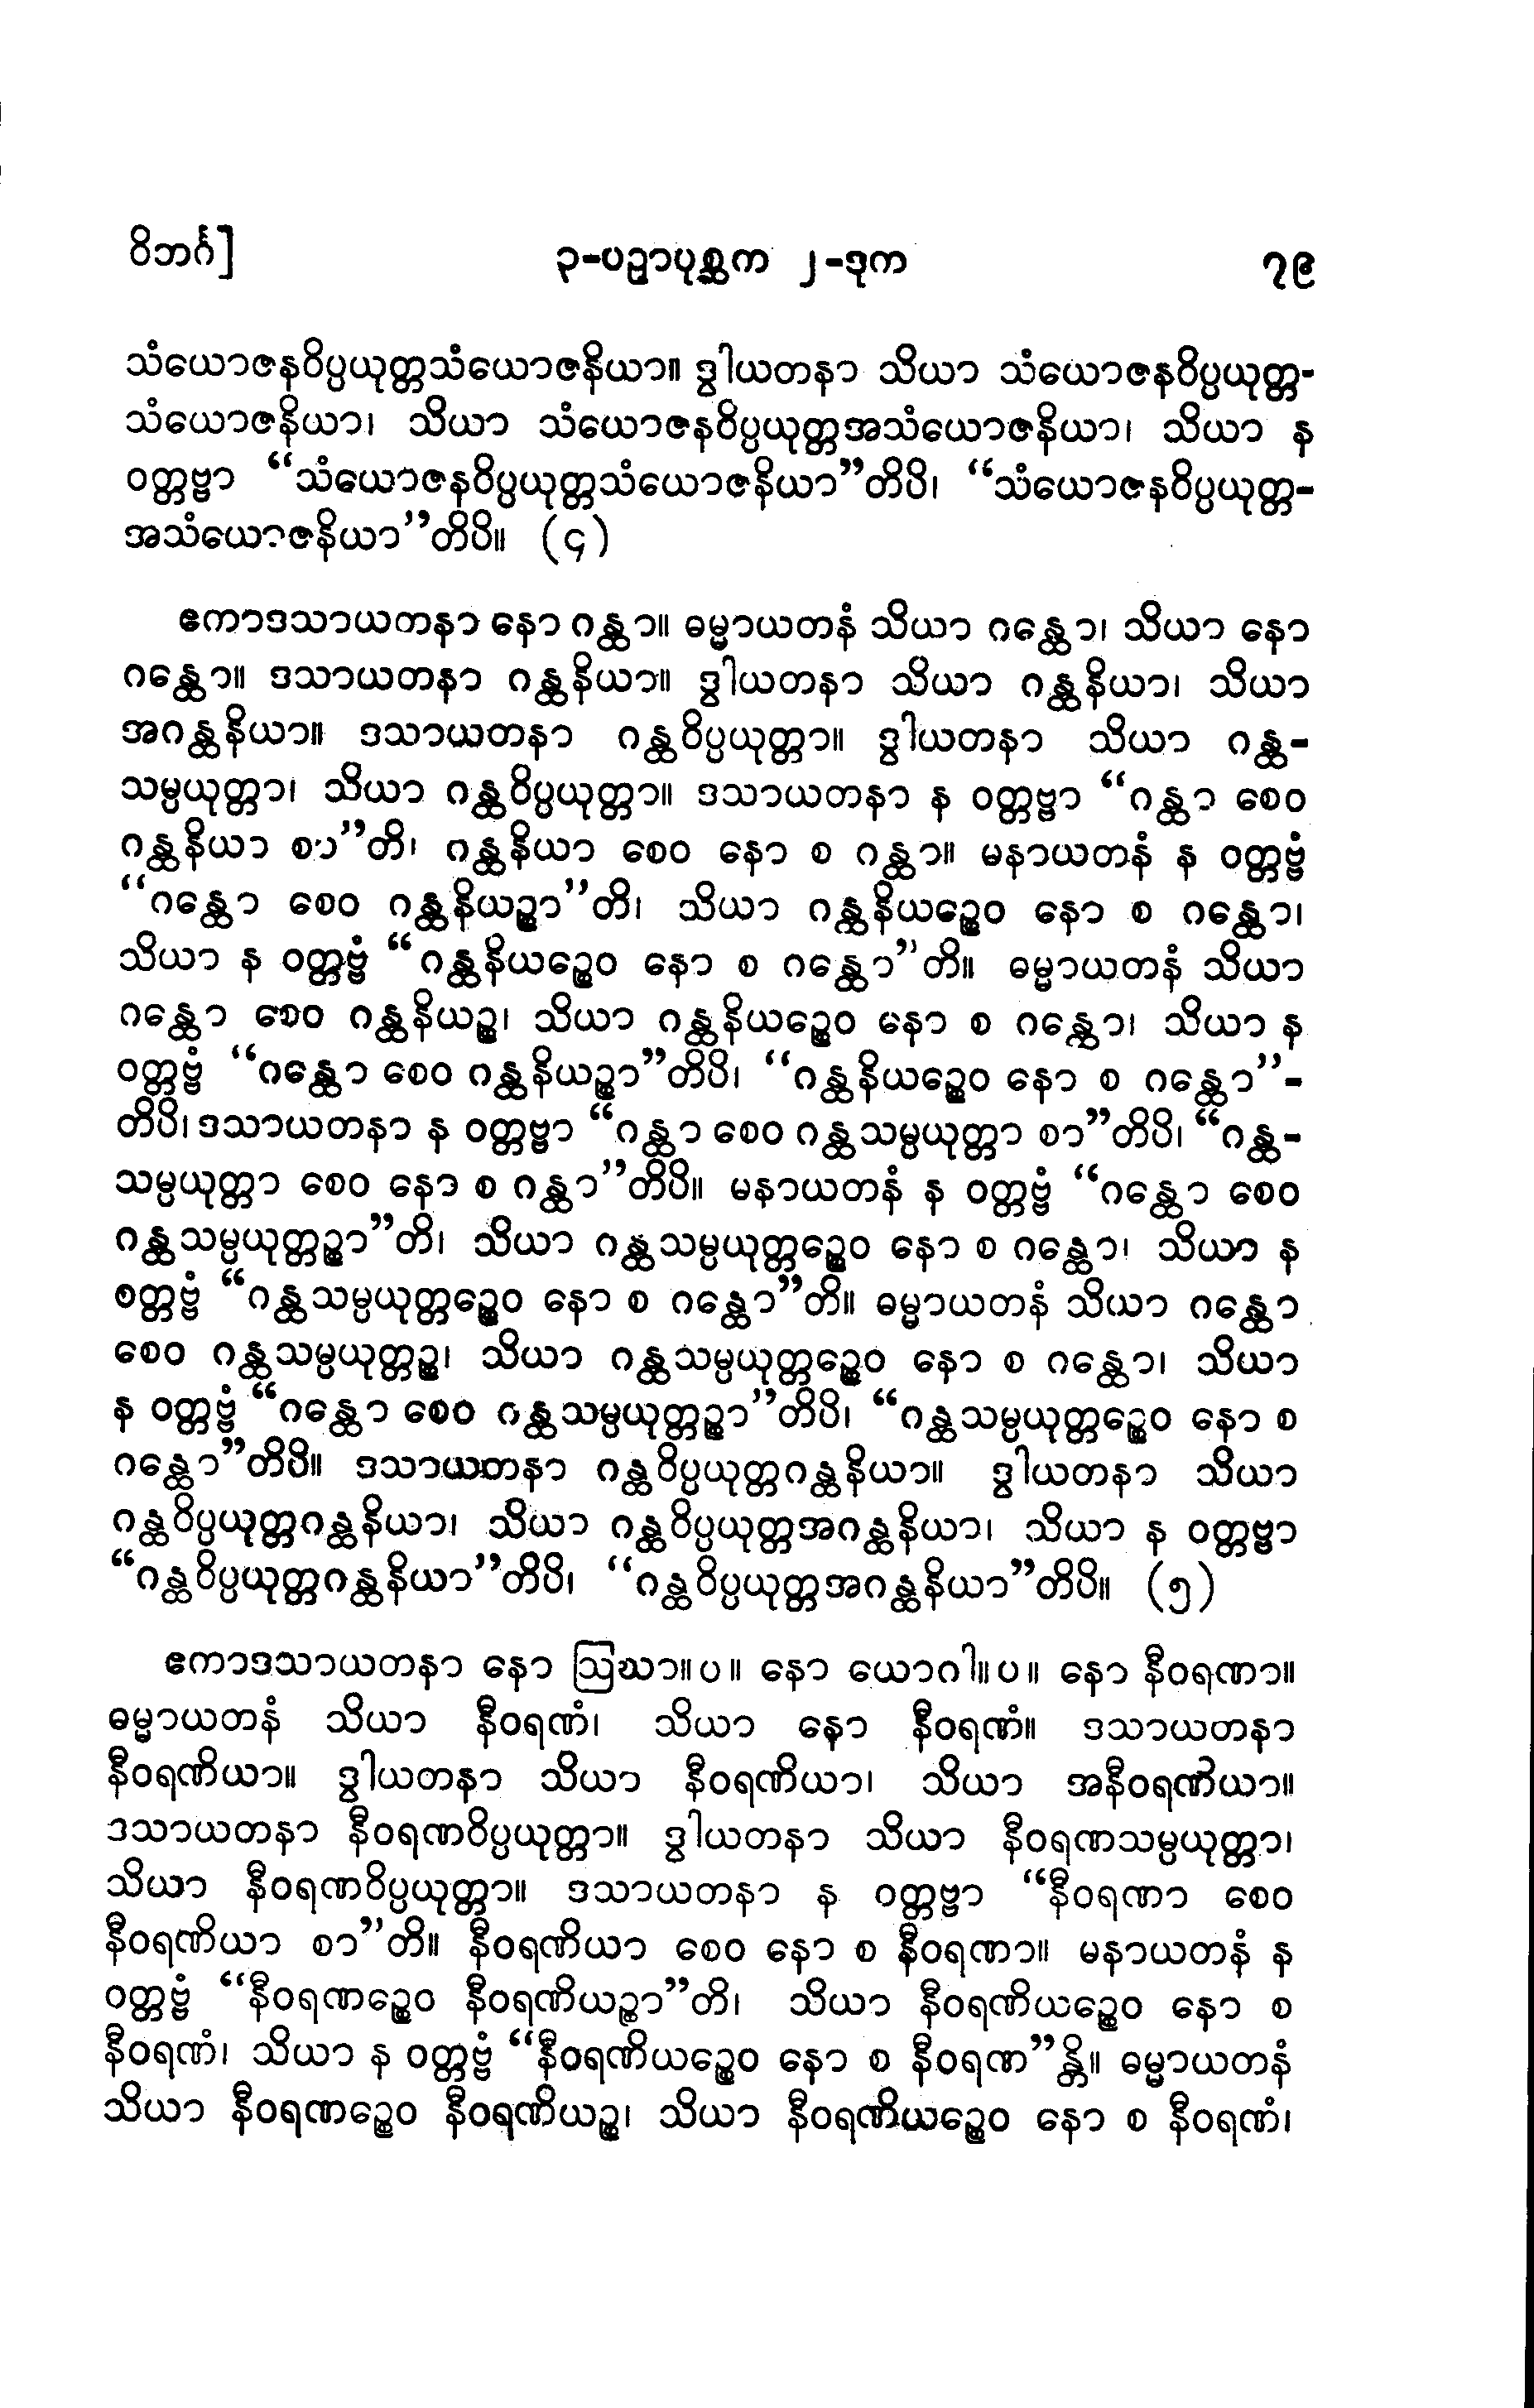 ဝိဘင်္ဂ]	၃-ပဉှာပုစ္ဆက ၂-ဒုက	၇၉
သံယောဇနဝိပ္ပယုတ္တသံယောဇနိယာ။ ဒွါယတနာ သိယာ သံယောဇနဝိပ္ပယုတ္တ-
သံယောဇနိယာ၊ သိယာ သံယောဇနဝိပ္ပယုတ္တအသံယောဇနိယာ၊ သိယာ န
ဝတ္တဗ္ဗာ “သံယောဇနဝိပ္ပယုတ္တသံယောဇနိယာ”တိပိ၊ “သံယောဇနဝိပ္ပယုတ္တ-
အသံယောဇနိယာ”တိပိ။ (၄)
ဧကာဒသာယတနာ နော ဂန္ထာ။ ဓမ္မာယတနံ သိယာ ဂန္ထော၊ သိယာ နော
ဂန္ထော။ ဒသာယတနာ ဂန္ထနိယာ။ ဒွါယတနာ သိယာ ဂန္ထနိယာ၊ သိယာ
အဂန္ထနိယာ။ ဒသာယတနာ ဂန္ထဝိပ္ပယုတ္တာ။ ဒွါယတနာ သိယာ ဂန္ထ-
သမ္ပယုတ္တာ၊ သိယာ ဂန္ထဝိပ္ပယုတ္တာ။ ဒသာယတနာ န ဝတ္တဗ္ဗာ “ဂန္ထာ စေဝ
ဂန္ထနိယာ စာ”တိ၊ ဂန္ထနိယာ စေဝ နော စ ဂန္ထာ။ မနာယတနံ န ဝတ္တဗ္ဗံ
“ဂန္ထော စေဝ ဂန္ထနိယဉ္စာ”တိ၊ သိယာ ဂန္ထနိယဉ္စေဝ နော စ ဂန္ထော၊
သိယာ န ဝတ္တဗ္ဗံ “ဂန္ထနိယဉ္စေဝ နော စ ဂန္ထော”တိ။ ဓမ္မာယတနံ သိယာ
ဂန္ထော စေဝ ဂန္ထနိယဉ္စ၊ သိယာ ဂန္ထနိယဉ္စေဝ နော စ ဂန္ထော၊ သိယာ န
ဝတ္တဗ္ဗံ “ဂန္ထော စေဝ ဂန္ထနိယဉ္စာ”တိပိ၊ “ဂန္ထနိယဉ္စေဝ နော စ ဂန္ထော”-
တိပိ၊ ဒသာယတနာ န ဝတ္တဗ္ဗာ “ဂန္ထာ စေဝ ဂန္ထသမ္ပယုတ္တာ စာ”တိပိ၊ “ဂန္ထ-
သမ္ပယုတ္တာ စေဝ နော စ ဂန္ထာ”တိပိ။ မနာယတနံ န ဝတ္တဗ္ဗံ “ဂန္ထော စေဝ
ဂန္ထသမ္ပယုတ္တဉ္စာ”တိ၊ သိယာ ဂန္ထသမ္ပယုတ္တဉ္စေဝ နော စ ဂန္ထော၊ သိယာ န
စတ္တဗ္ဗံ “ဂန္ထသမ္ပယုတ္တဉ္စေဝ နော စ ဂန္ထော”တိ။ ဓမ္မာယတနံ သိယာ ဂန္ထော
စေဝ ဂန္ထသမ္ပယုတ္တဉ္စ၊ သိယာ ဂန္ထသမ္ပယုတ္တဉ္စေဝ နော စ ဂန္ထော၊ သိယာ
န ဝတ္တဗ္ဗံ “ဂန္ထော စေဝ ဂန္ထသမ္ပယုတ္တဉ္စာ”တိပိ၊ “ဂန္ထသမ္ပယုတ္တဉ္စေဝ နော စ
ဂန္ထော”တိပိ။ ဒသာယတနာ ဂန္ထဝိပ္ပယုတ္တဂန္ထနိယာ။ ဒွါယတနာ သိယာ
ဂန္ထဝိပ္ပယုတ္တဂန္ထနိယာ၊ သိယာ ဂန္ထဝိပ္ပယုတ္တအဂန္ထနိယာ၊ သိယာ န ဝတ္တဗ္ဗာ
“ဂန္ထဝိပ္ပယုတ္တဂန္ထနိယာ”တိပိ၊ “ဂန္ထဝိပ္ပယုတ္တအဂန္ထနိယာ”တိပိ။ (၅)
ဧကာဒသာယတနာ နော ဩဃာ။ပ။ နော ယောဂါ။ပ။ နော နီဝရဏာ။
ဓမ္မာယတနံ သိယာ နီဝရဏံ၊ သိယာ နော နီဝရဏံ။ ဒသာယတနာ
နီဝရဏိယာ။ ဒွါယတနာ သိယာ နီဝရဏိယာ၊ သိယာ အနီဝရဏိယာ။
ဒသာယတနာ နီဝရဏဝိပ္ပယုတ္တာ။ ဒွါယတနာ သိယာ နီဝရဏသမ္ပယုတ္တာ၊
သိယာ နီဝရဏဝိပ္ပယုတ္တာ။ ဒသာယတနာ န ဝတ္တဗ္ဗာ “နီဝရဏာ စေဝ
နီဝရဏိယာ စာ”တိ။ နီဝရဏိယာ စေဝ နော စ နီဝရဏာ။ မနာယတနံ န
ဝတ္တဗ္ဗံ “နီဝရဏဉ္စေဝ နီဝရဏိယဉ္စာ”တိ၊ သိယာ နီဝရဏိယဉ္စေဝ နော စ
နီဝရဏံ၊ သိယာ န ဝတ္တဗ္ဗံ “နီဝရဏိယဉ္စေဝ နော စ နီဝရဏ”န္တိ။ ဓမ္မာယတနံ
သိယာ နီဝရဏဉ္စေဝ နီဝရဏိယဉ္စ၊ သိယာ နီဝရဏိယဉ္စေဝ နော စ နီဝရဏံ၊